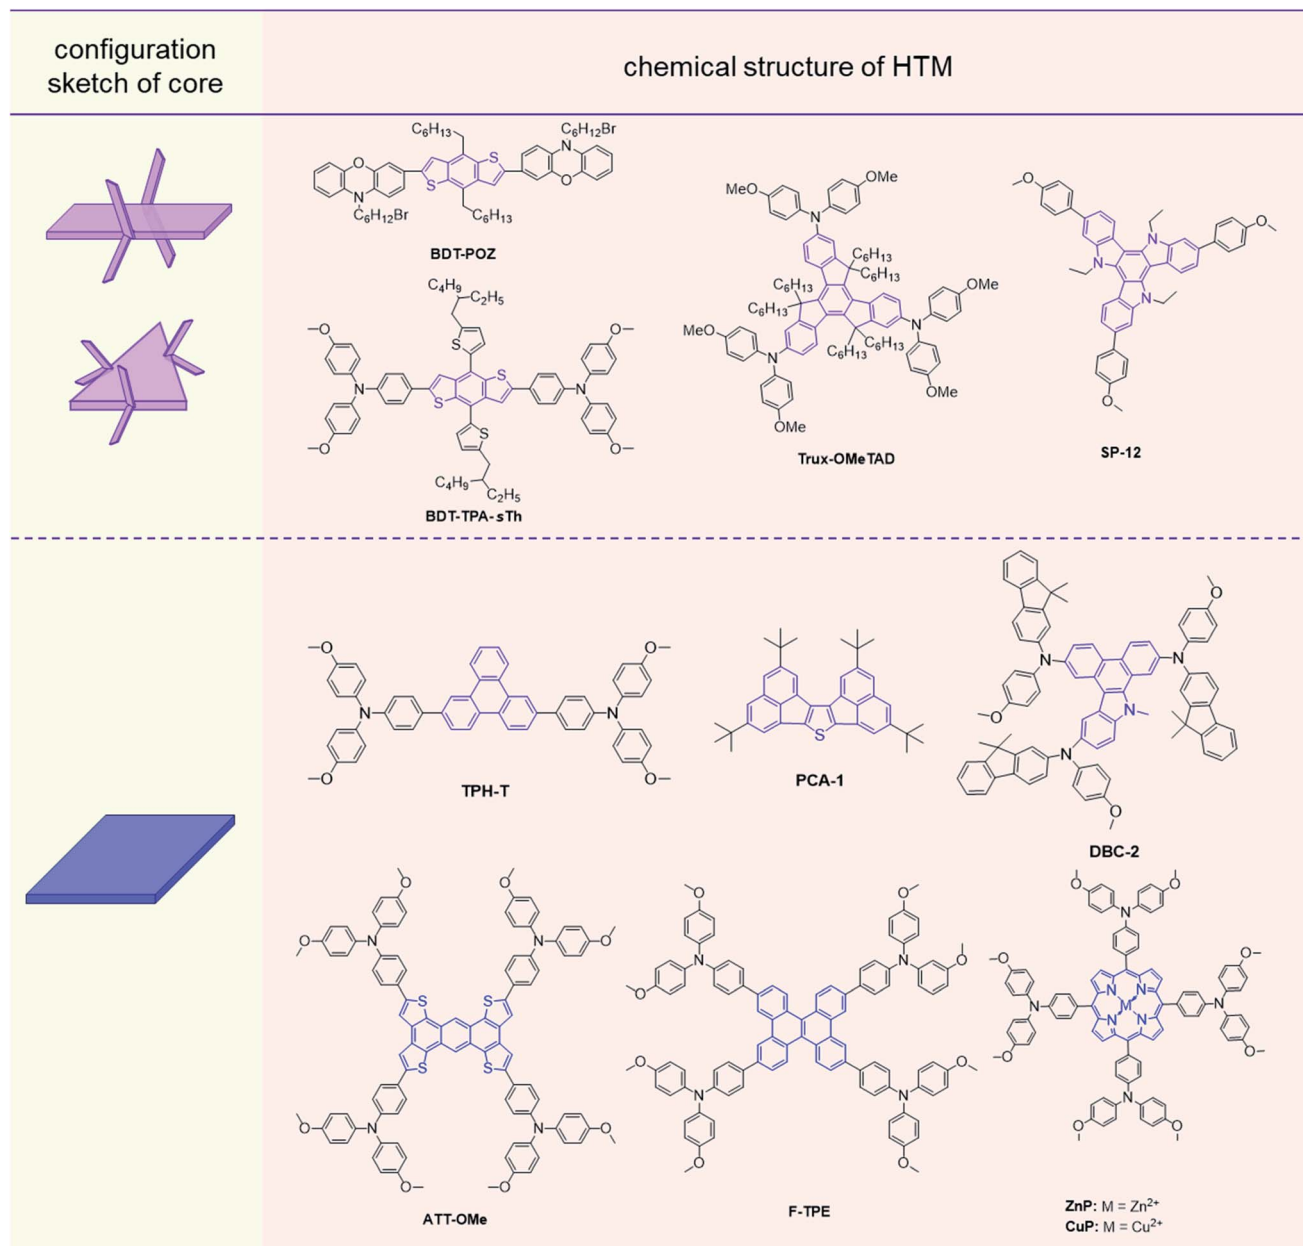 configuration
sketch of core
chemical structure of HTM
C₆H₁₃
C₆H₁₂Br
N
S
O
O
S
N
C₆H₁₂Br
C₆H₁₃
BDT-POZ
C₄H₉
C₂H₅
S
O
O
S
N
N
S
O
O
S
C₄H₉
C₂H₅
BDT-TPA-sTh
MeO
OMe
N
C₆H₁₃
C₆H₁₃
C₆H₁₃
C₆H₁₃
OMe
MeO
N
C₆H₁₃
C₆H₁₃
N
OMe
OMe
Trux-OMeTAD
O
N
O
N
N
O
SP-12
O
O
N
N
O
O
TPH-T
S
PCA-1
O
N
N
O
N
N
O
DBC-2
O
O
N
N
O
O
S
S
S
S
O
N
N
O
O
O
ATT-OMe
O
O
N
N
O
O
O
O
N
N
O
O
F-TPE
O
O
N
O
O
N
N
N
M
N
N
N
O
O
N
O
O
ZnP: M = Zn²⁺
CuP: M = Cu²⁺